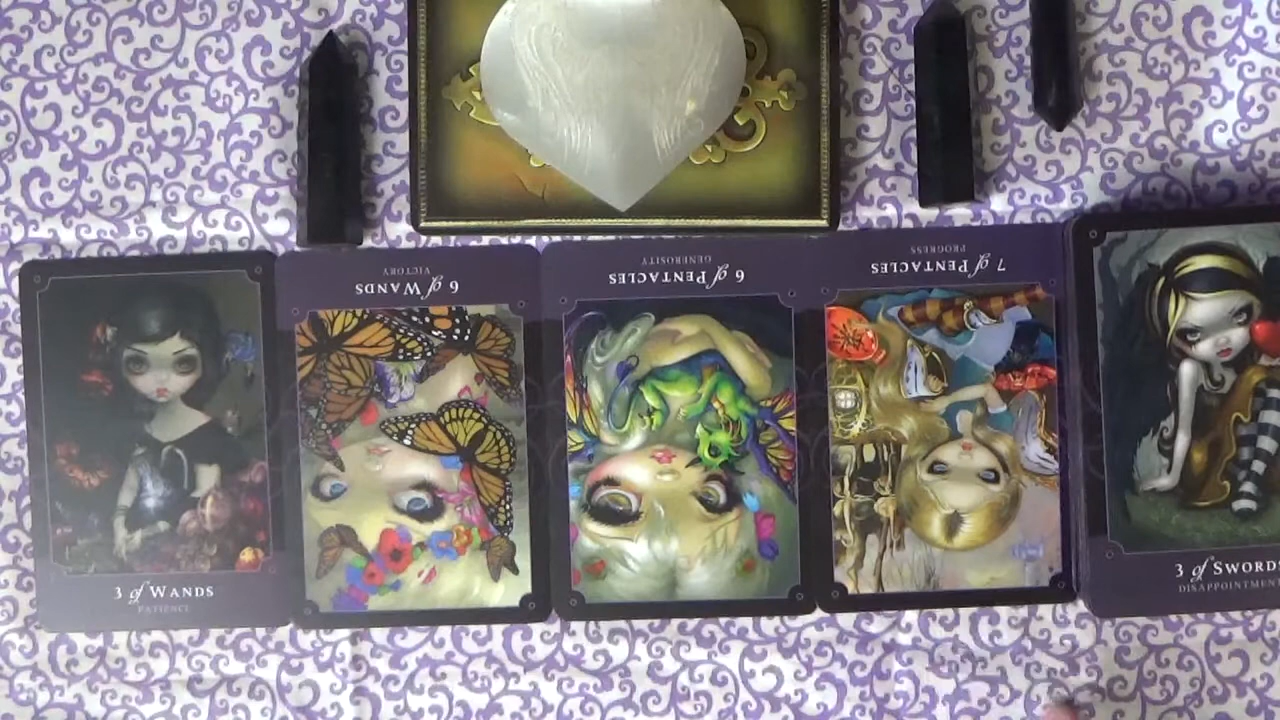 3 of WANDS
PATIENCE
6 of WANDS
VICTORY
6 of PENTACLES
GENEROSITY
7 of PENTACLES
PROGRESS
3 of SWORDS
DISAPPOINTMEN